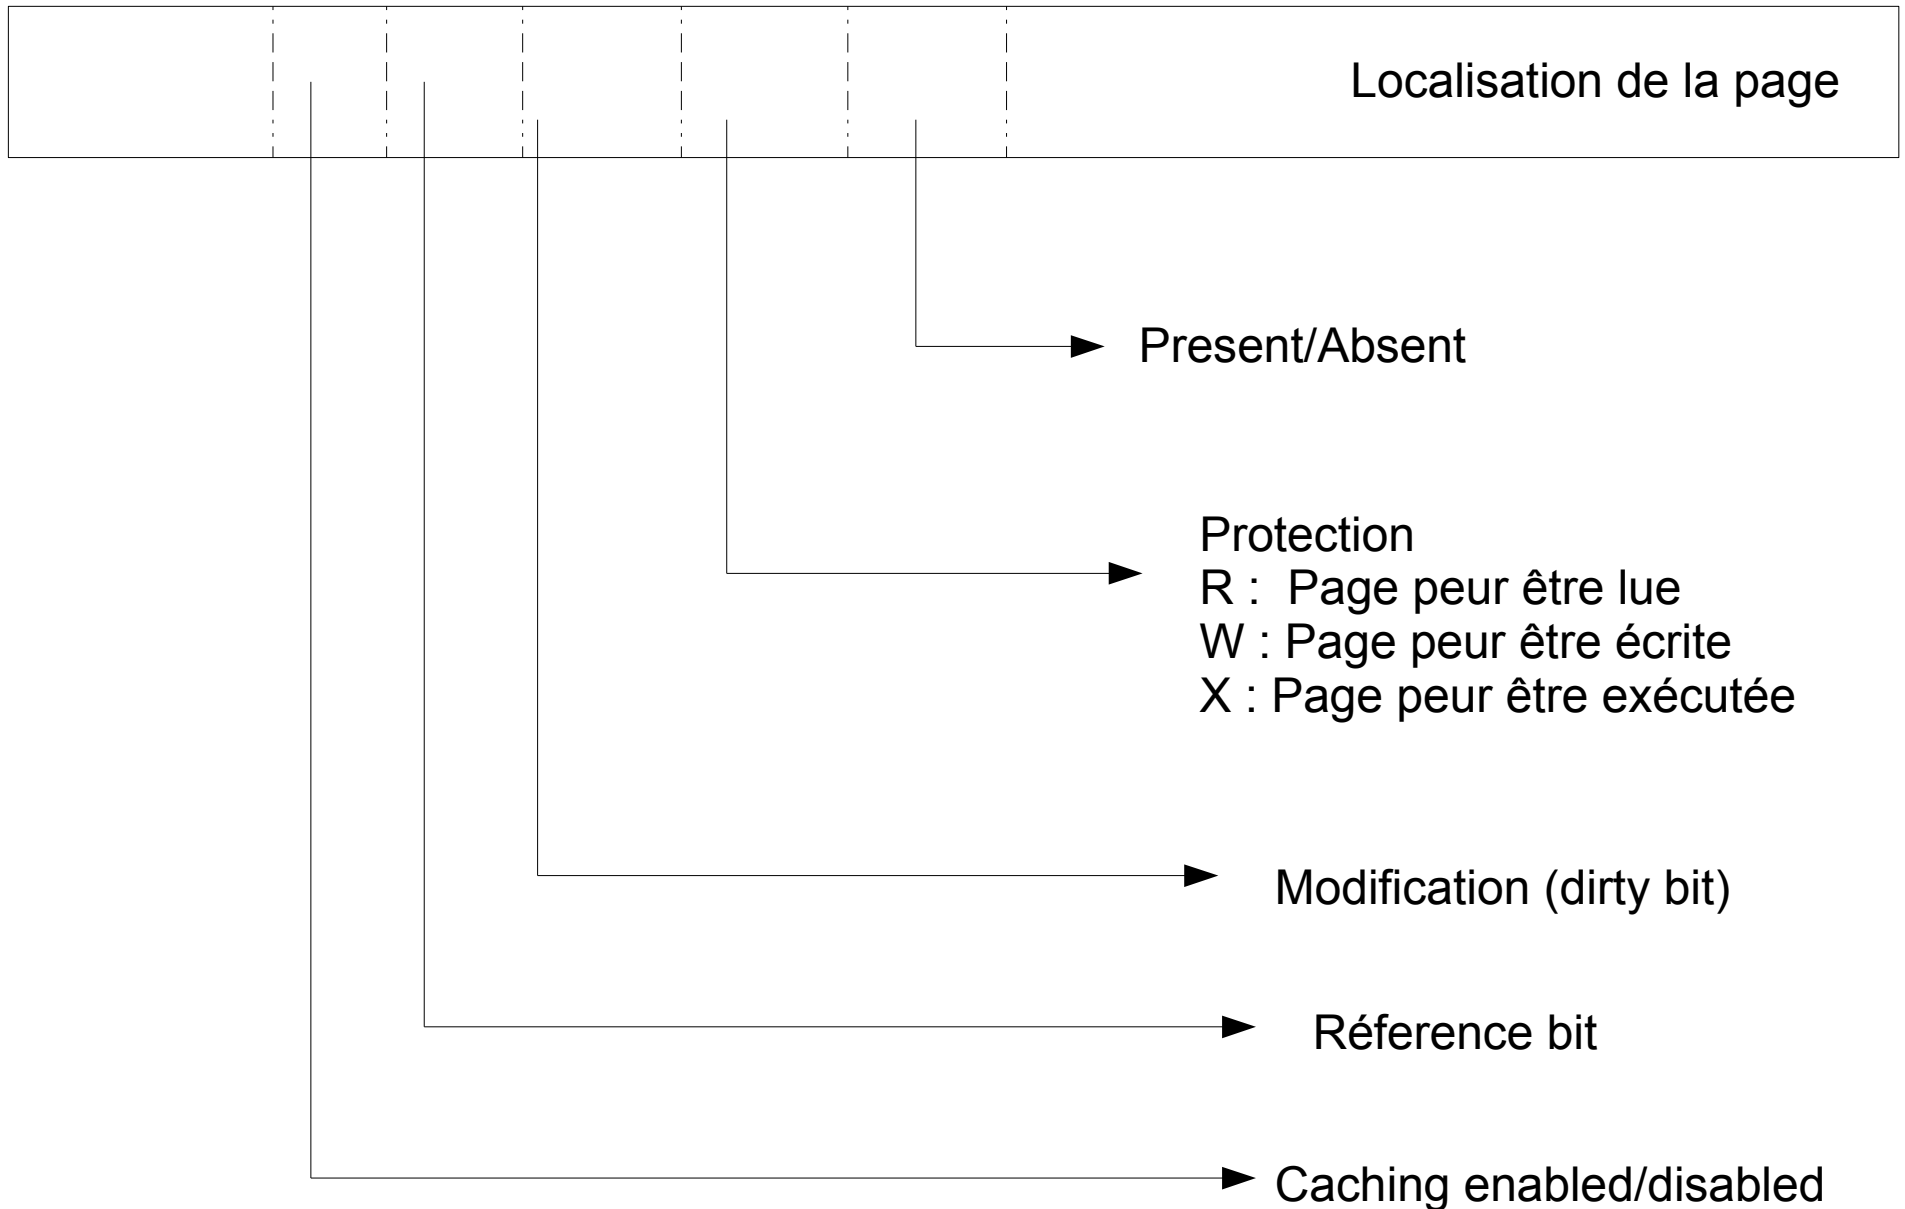 Localisation de la page
Present/Absent
Protection
R :  Page peur être lue
W : Page peur être écrite
X : Page peur être exécutée
Modification (dirty bit)
Réference bit
Caching enabled/disabled